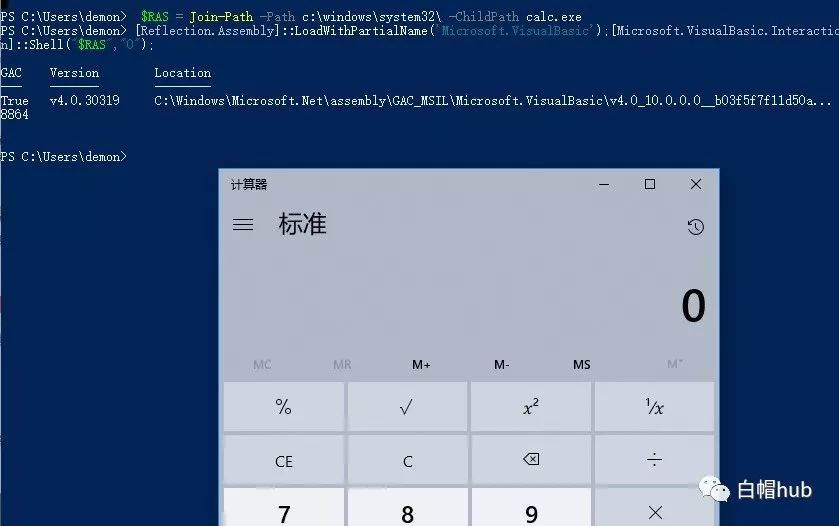 PS C:\Users\demon> $RAS = Join-Path -Path c:\windows\system32\ -ChildPath calc.exe
PS C:\Users\demon> [Reflection.Assembly]::LoadWithPartialName('Microsoft.VisualBasic');[Microsoft.VisualBasic.Interactio
n]::Shell("$RAS","0");
GAC Version Location
True v4.0.30319 C:\Windows\Microsoft.Net\assembly\GAC_MSIL\Microsoft.VisualBasic\v4.0_10.0.0.0__b03f5f7f11d50a...
8864
PS C:\Users\demon>
计算器
标准
0
MC MR M+ M- MS M˅
% √ x² ¹/x
CE C ÷
7 8 9 ×
白帽hub